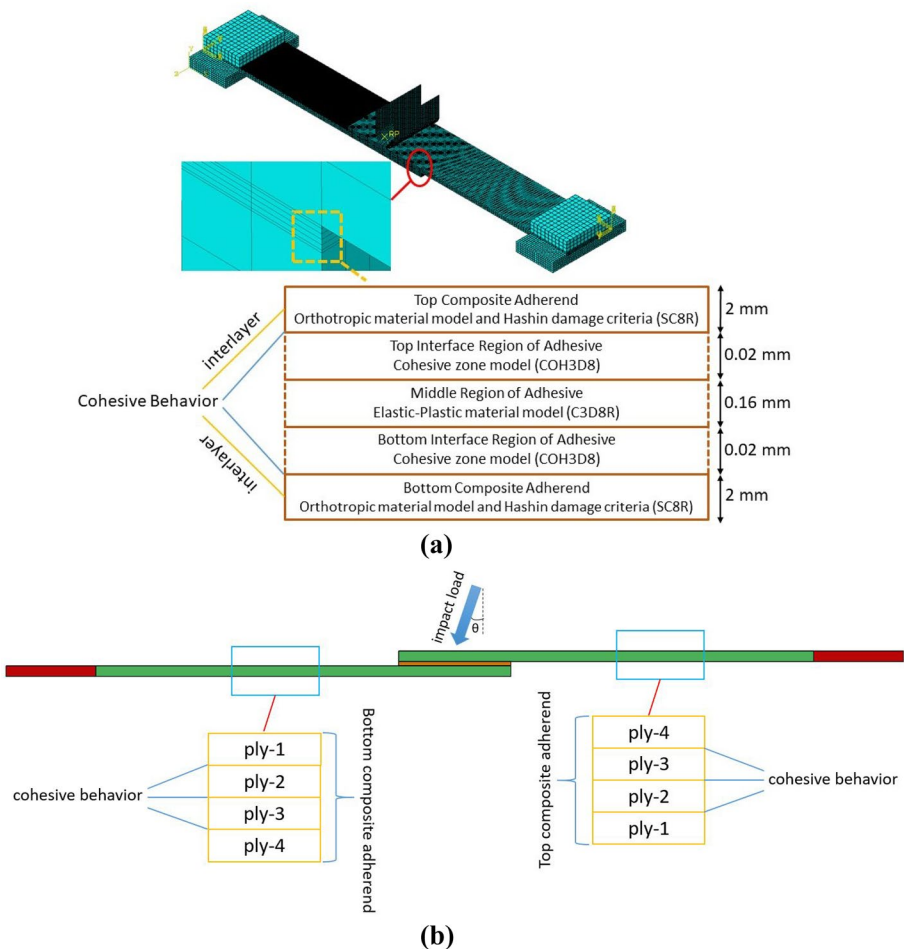 RP
Top Composite Adherend
Orthotropic material model and Hashin damage criteria (SC8R)
2 mm
interlayer
Top Interface Region of Adhesive
Cohesive zone model (COH3D8)
0.02 mm
Cohesive Behavior
Middle Region of Adhesive
Elastic-Plastic material model (C3D8R)
0.16 mm
Bottom Interface Region of Adhesive
Cohesive zone model (COH3D8)
0.02 mm
interlayer
Bottom Composite Adherend
Orthotropic material model and Hashin damage criteria (SC8R)
2 mm
(a)
impact load
θ
ply-1
ply-2
ply-3
ply-4
cohesive behavior
Bottom composite adherend
Top composite adherend
ply-4
ply-3
ply-2
ply-1
cohesive behavior
(b)